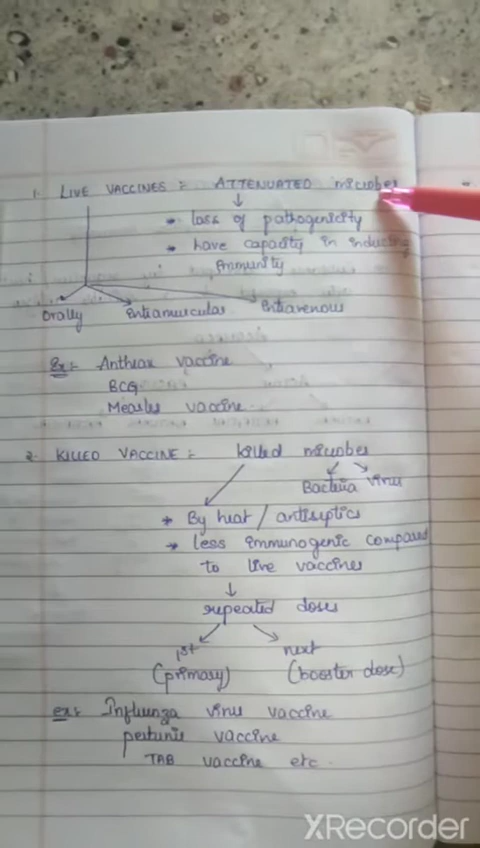 1. LIVE VACCINES : ATTENUATED microbes
* loss of pathogenicity
* have capacity in inducing
immunity
Orally intramuscular intravenous
Ex:- Anthrax vaccine
BCG
Measles vaccine.
2. KILLED VACCINE :- killed microbes
Bacteria virus
* By heat / antiseptics
* less immunogenic compared
to live vaccines
repeated doses
1st next
(primary) (booster dose)
ex:- Influenza virus vaccine
pertusis vaccine
TAB vaccine etc.
XRecorder